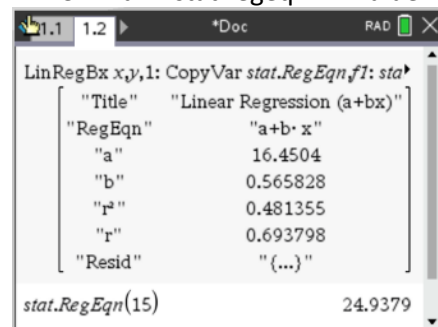 1.1 1.2 *Doc RAD
LinRegBx x,y,1: CopyVar stat.RegEqn,f1: sta
"Title" "Linear Regression (a+bx)"
"RegEqn" "a+b· x"
"a" 16.4504
"b" 0.565828
"r²" 0.481355
"r" 0.693798
"Resid" "{...}"
stat.RegEqn(15) 24.9379